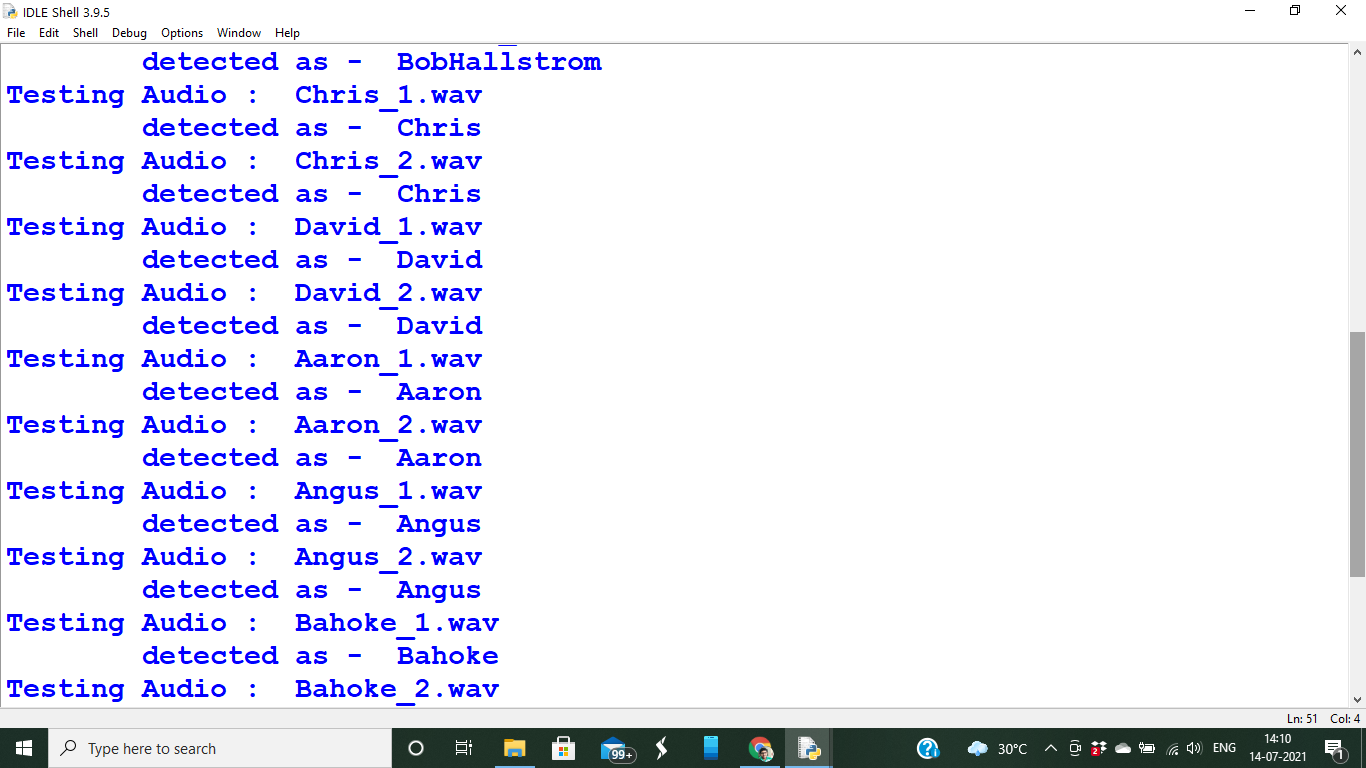 IDLE Shell 3.9.5
File Edit Shell Debug Options Window Help
detected as - BobHallstrom
Testing Audio : Chris_1.wav
detected as - Chris
Testing Audio : Chris_2.wav
detected as - Chris
Testing Audio : David_1.wav
detected as - David
Testing Audio : David_2.wav
detected as - David
Testing Audio : Aaron_1.wav
detected as - Aaron
Testing Audio : Aaron_2.wav
detected as - Aaron
Testing Audio : Angus_1.wav
detected as - Angus
Testing Audio : Angus_2.wav
detected as - Angus
Testing Audio : Bahoke_1.wav
detected as - Bahoke
Testing Audio : Bahoke_2.wav
Ln: 51 Col: 4
Type here to search
99+
30°C
2
ENG
14:10
14-07-2021
1